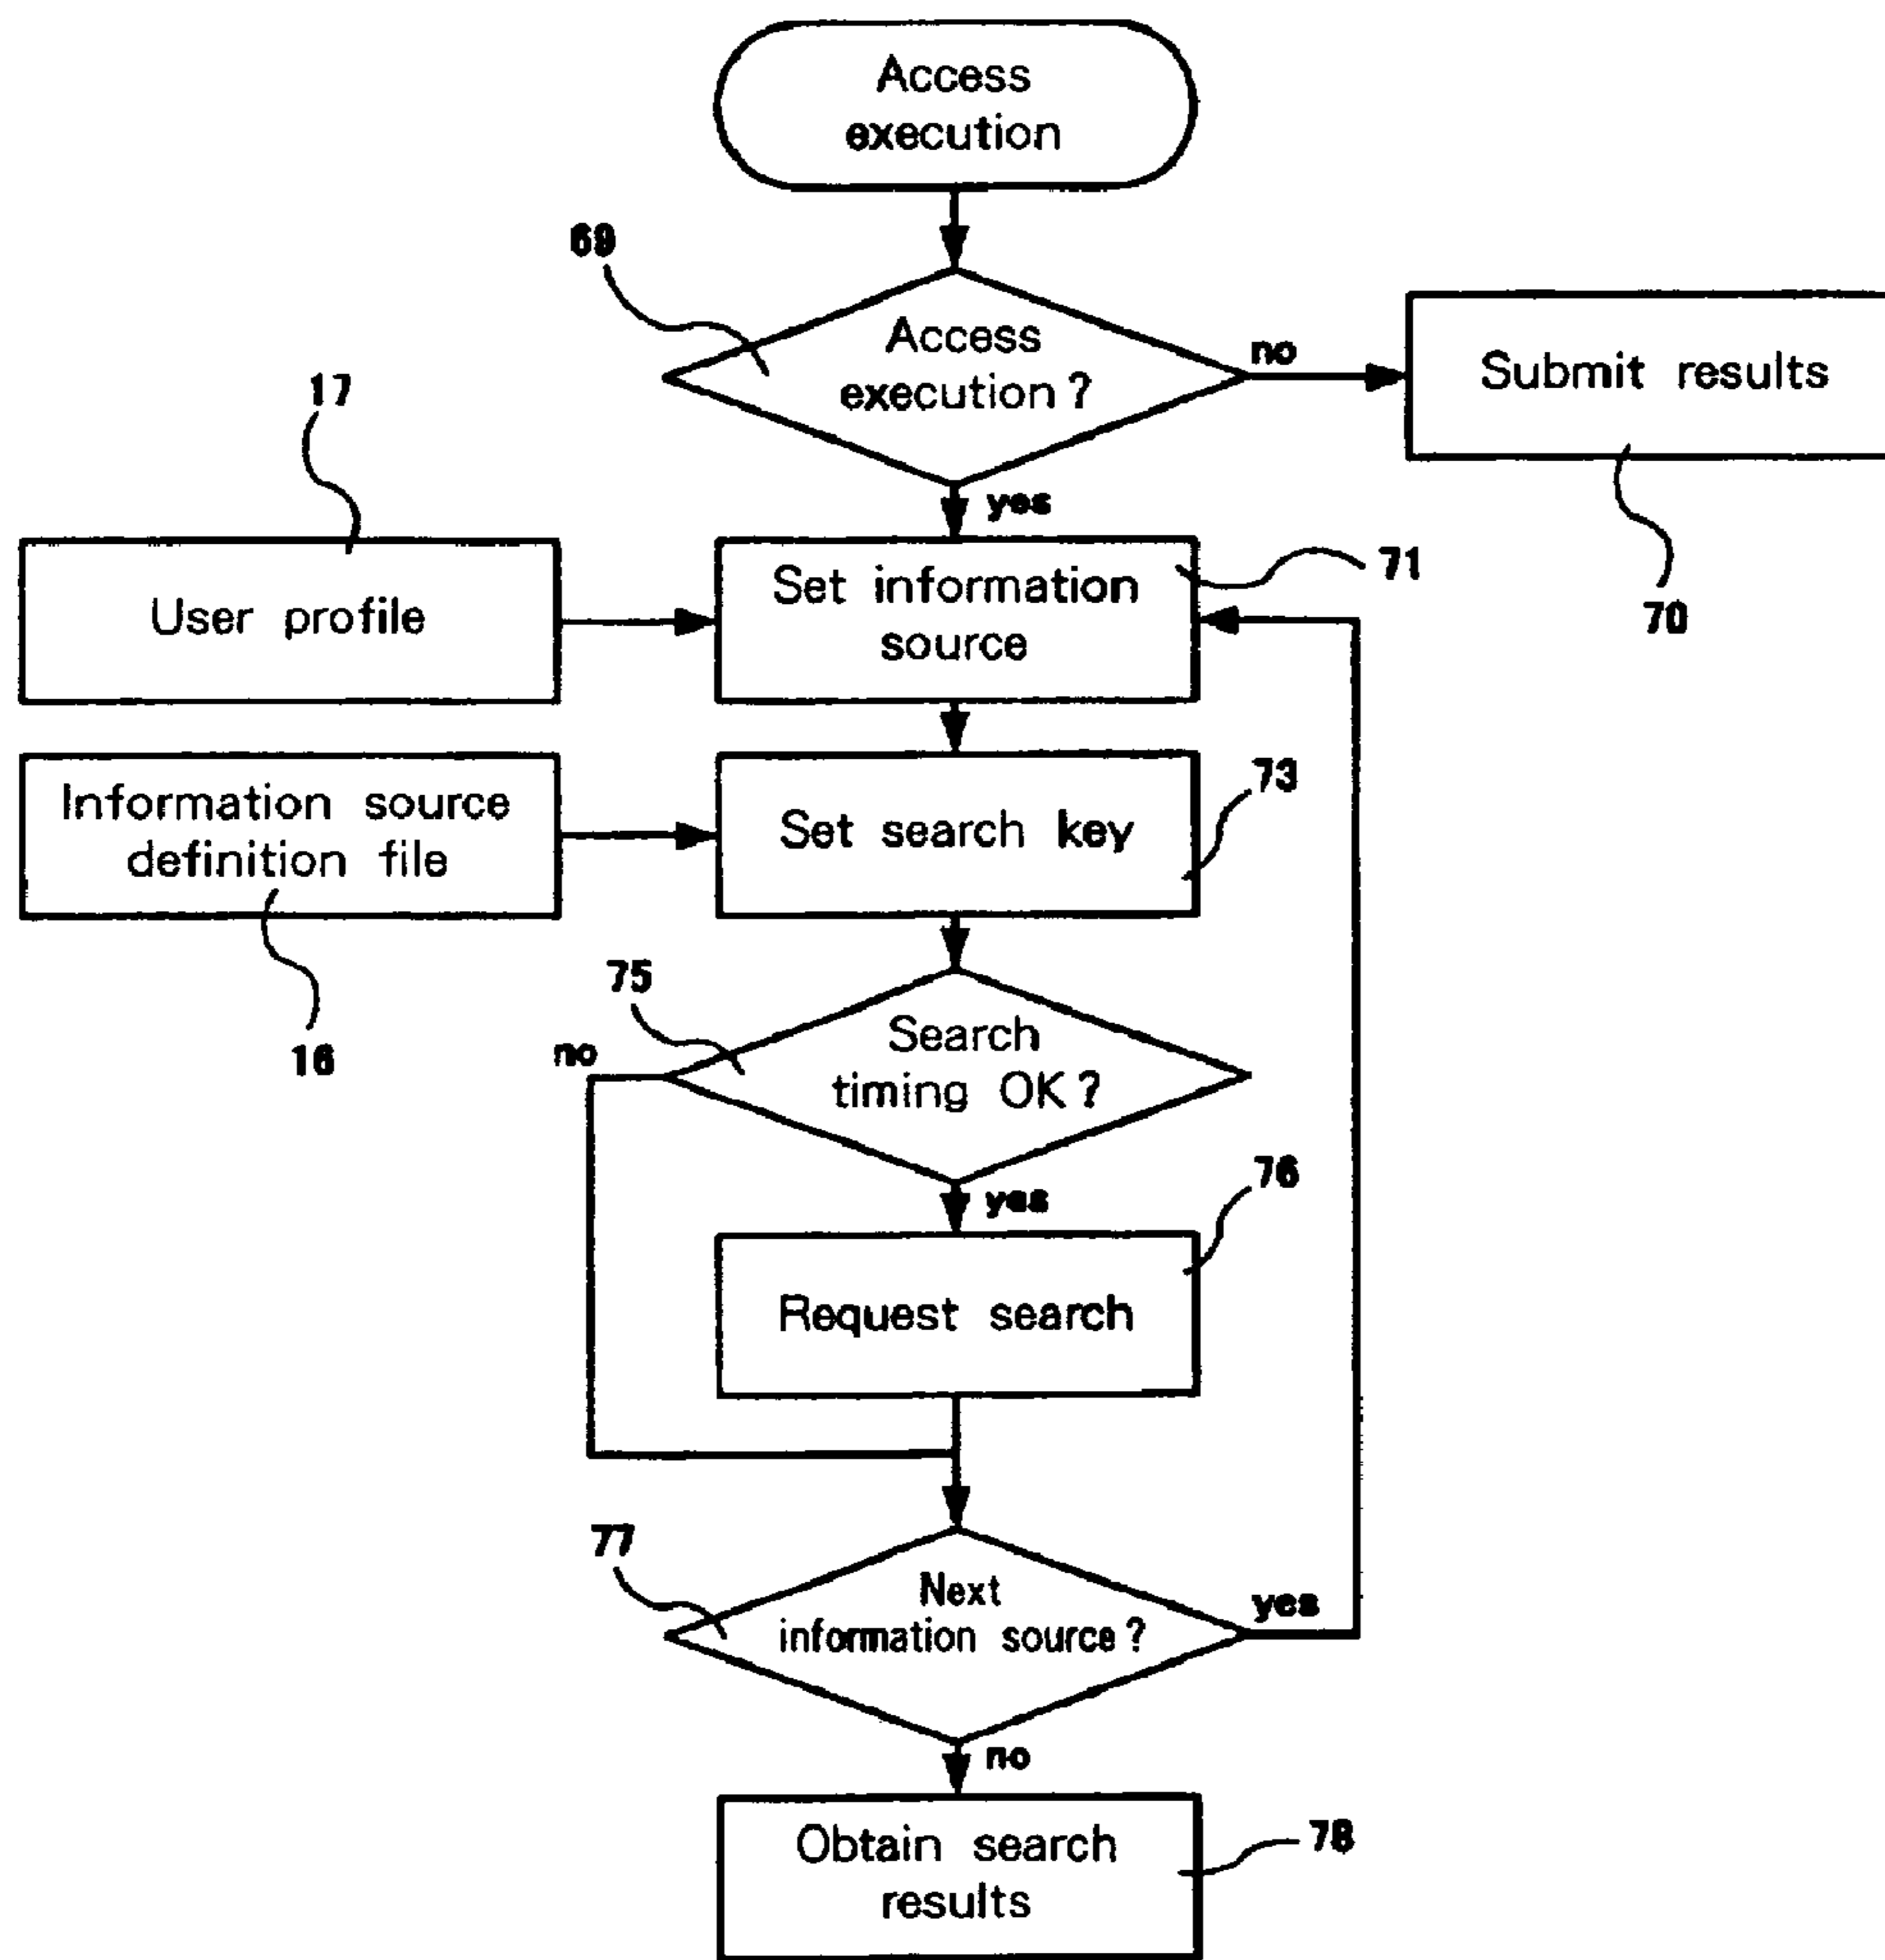 Access
execution
69
Access
execution?
no
Submit results
70
yes
17
User profile
Set information
source
71
Information source
definition file
16
Set search key
73
75
no
Search
timing OK?
yes
76
Request search
77
Next
information source?
yes
no
Obtain search
results
78